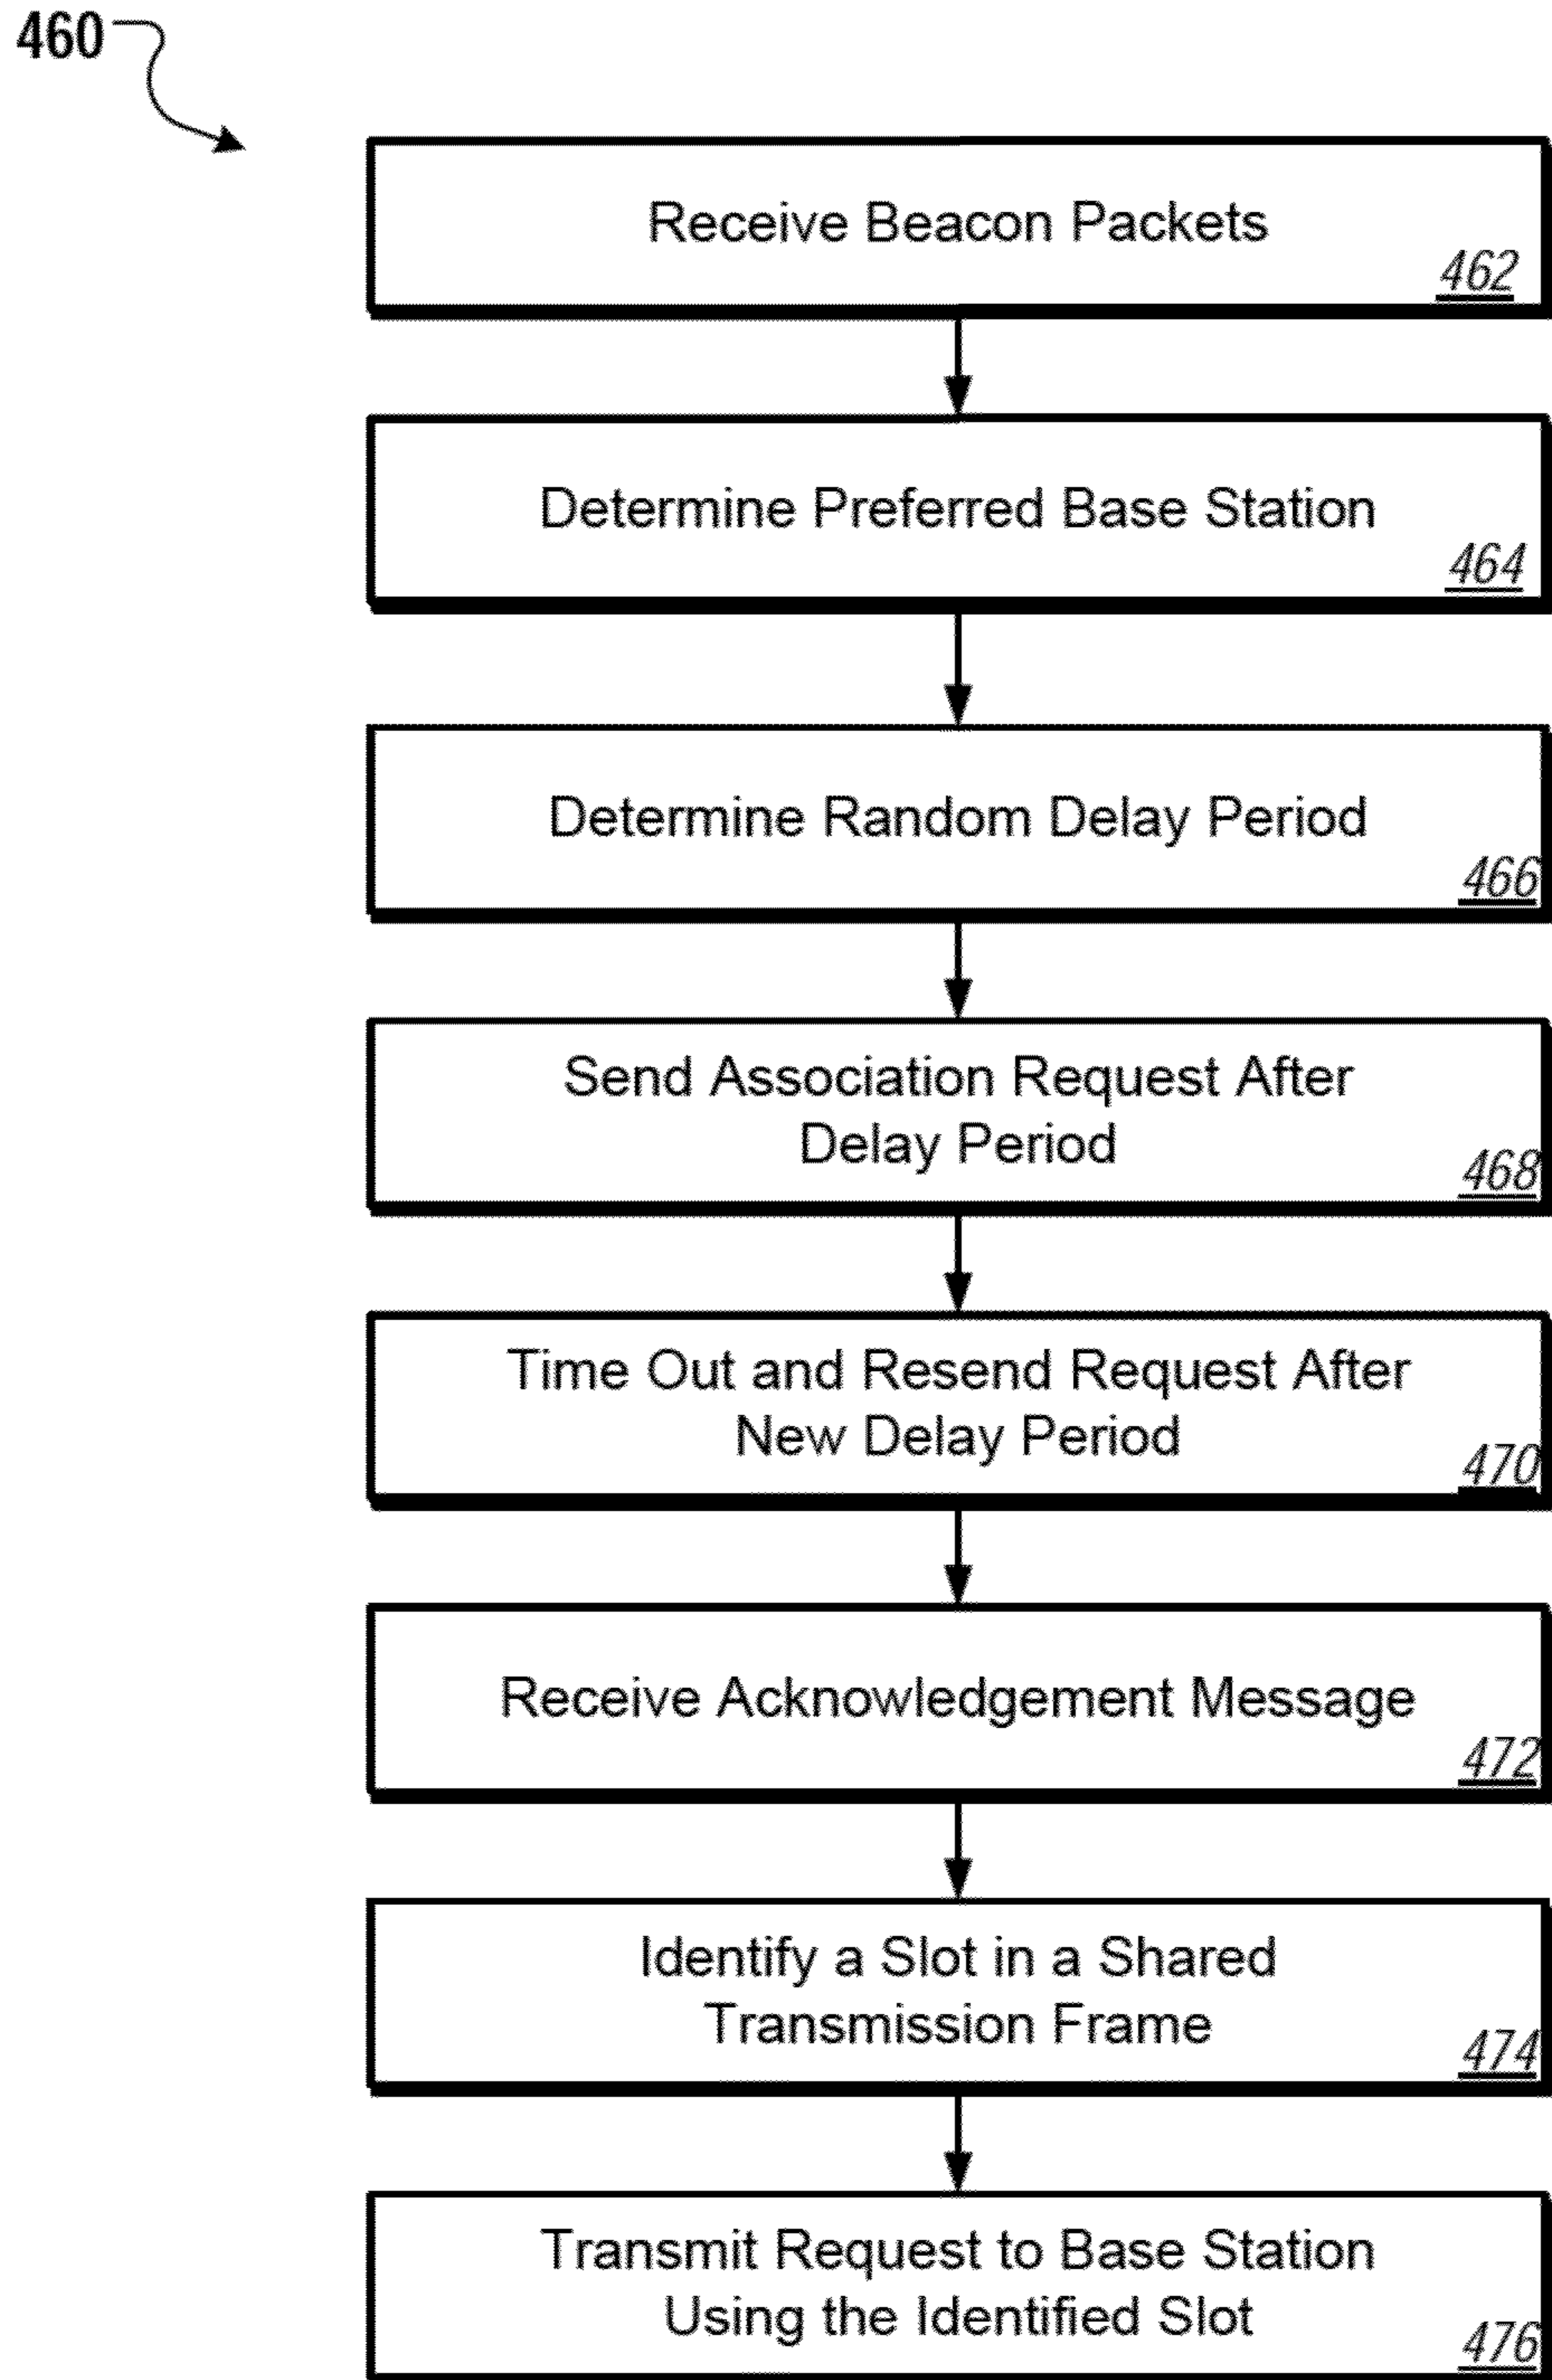 460
Receive Beacon Packets
462
Determine Preferred Base Station
464
Determine Random Delay Period
466
Send Association Request After
Delay Period
468
Time Out and Resend Request After
New Delay Period
470
Receive Acknowledgement Message
472
Identify a Slot in a Shared
Transmission Frame
474
Transmit Request to Base Station
Using the Identified Slot
476